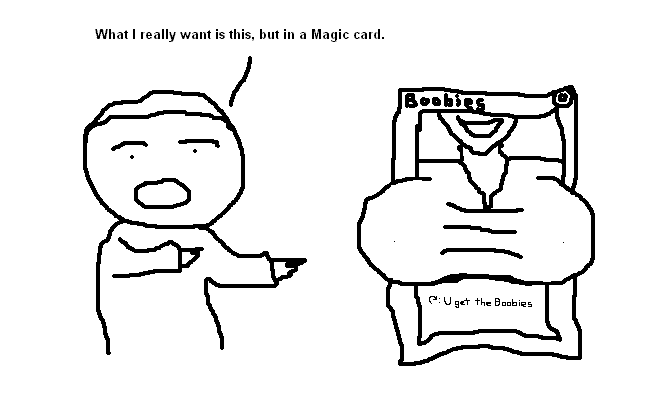 What I really want is this, but in a Magic card.
Boobies
: U get the Boobies